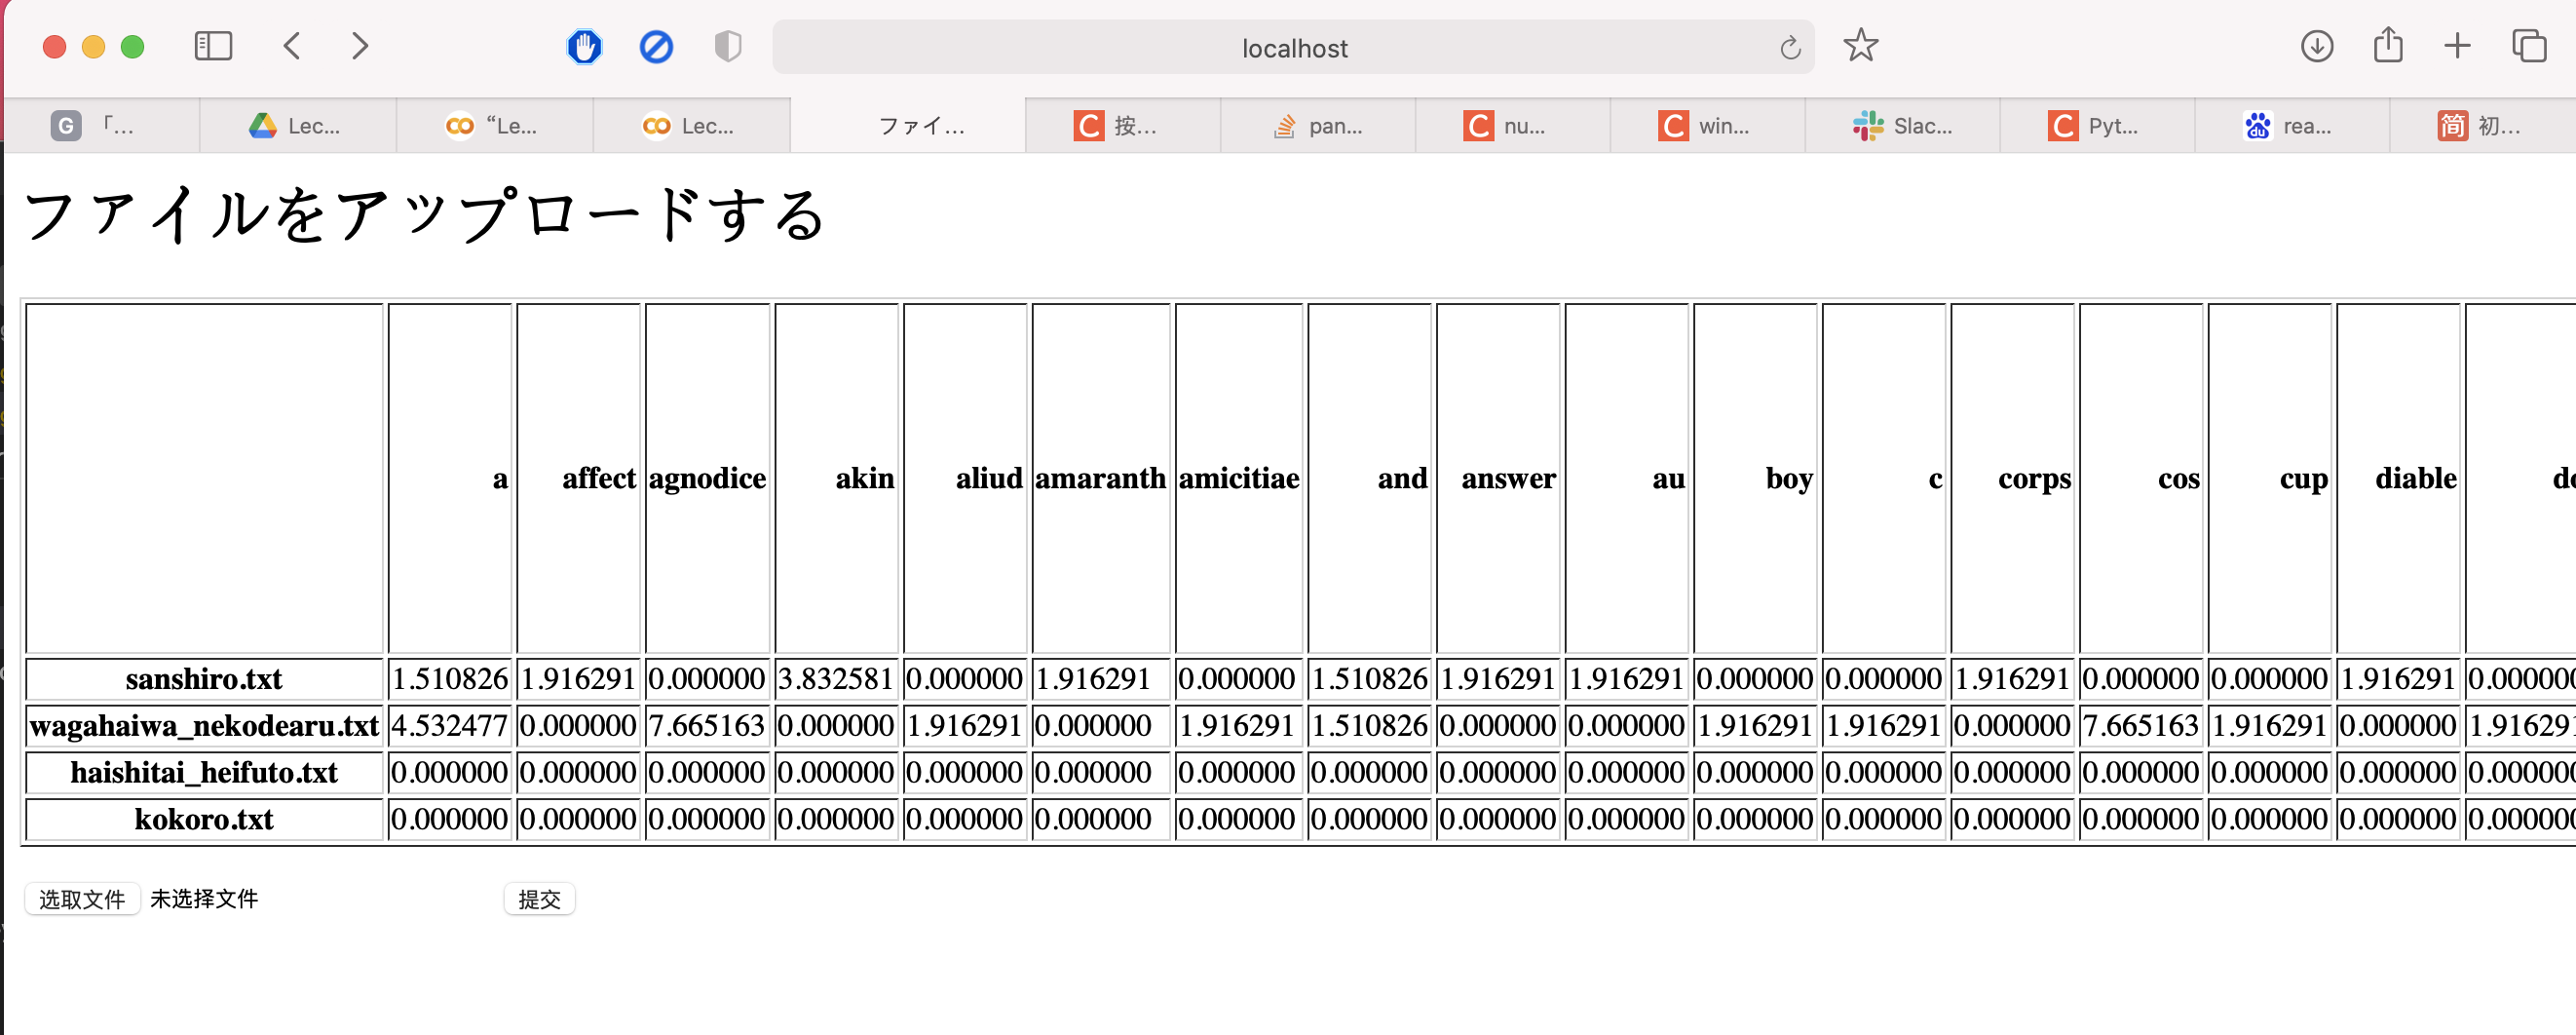 localhost
G 「... Lec... “Le... Lec... ファイ... C 按... pan... C nu... C win... Slac... C Pyt... du rea... 简 初...
ファイルをアップロードする
a affect agnodice akin aliud amaranth amicitiae and answer au boy c corps cos cup diable
sanshiro.txt 1.510826 1.916291 0.000000 3.832581 0.000000 1.916291 0.000000 1.510826 1.916291 1.916291 0.000000 0.000000 1.916291 0.000000 0.000000 1.916291 0.00000
wagahaiwa_nekodearu.txt 4.532477 0.000000 7.665163 0.000000 1.916291 0.000000 1.916291 1.510826 0.000000 0.000000 1.916291 1.916291 0.000000 7.665163 1.916291 0.000000 1.91629
haishitai_heifuto.txt 0.000000 0.000000 0.000000 0.000000 0.000000 0.000000 0.000000 0.000000 0.000000 0.000000 0.000000 0.000000 0.000000 0.000000 0.000000 0.000000 0.00000
kokoro.txt 0.000000 0.000000 0.000000 0.000000 0.000000 0.000000 0.000000 0.000000 0.000000 0.000000 0.000000 0.000000 0.000000 0.000000 0.000000 0.000000 0.00000
选取文件 未选择文件 提交